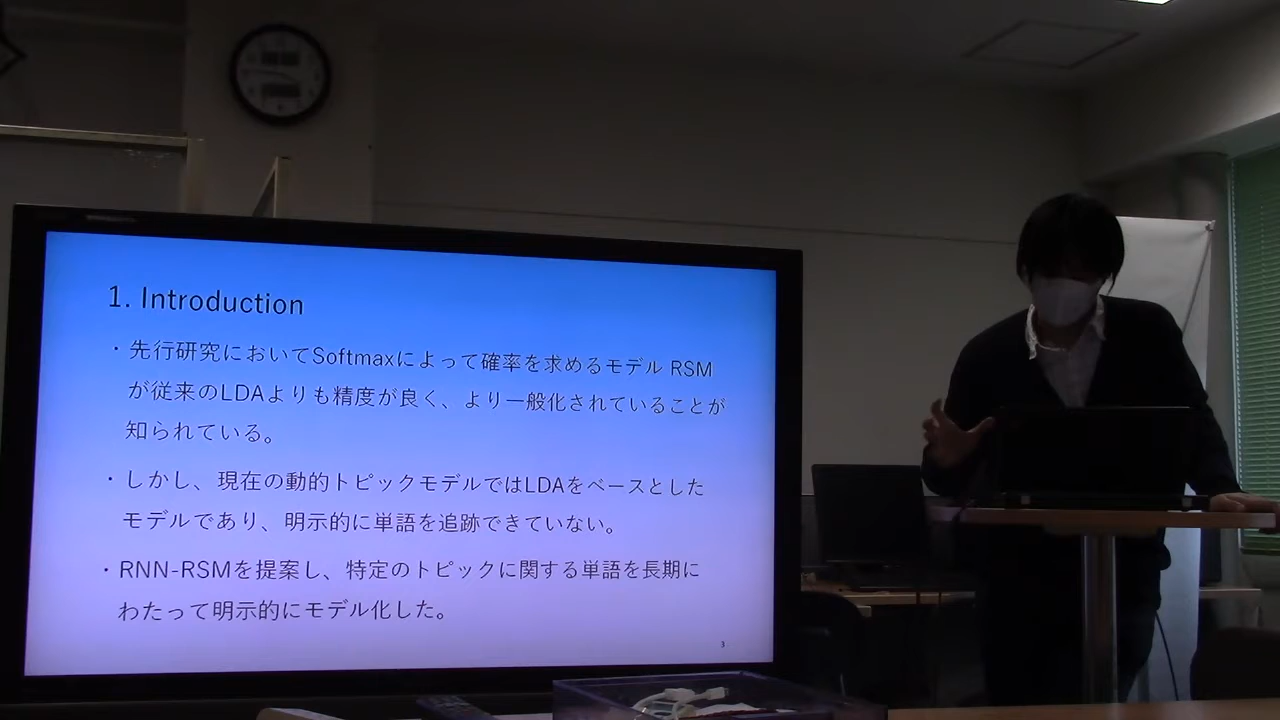 1. Introduction
・先行研究においてSoftmaxによって確率を求めるモデル RSM
が従来のLDAよりも精度が良く、より一般化されていることが
知られている。
・しかし、現在の動的トピックモデルではLDAをベースとした
モデルであり、明示的に単語を追跡できていない。
・RNN-RSMを提案し、特定のトピックに関する単語を長期に
わたって明示的にモデル化した。
3